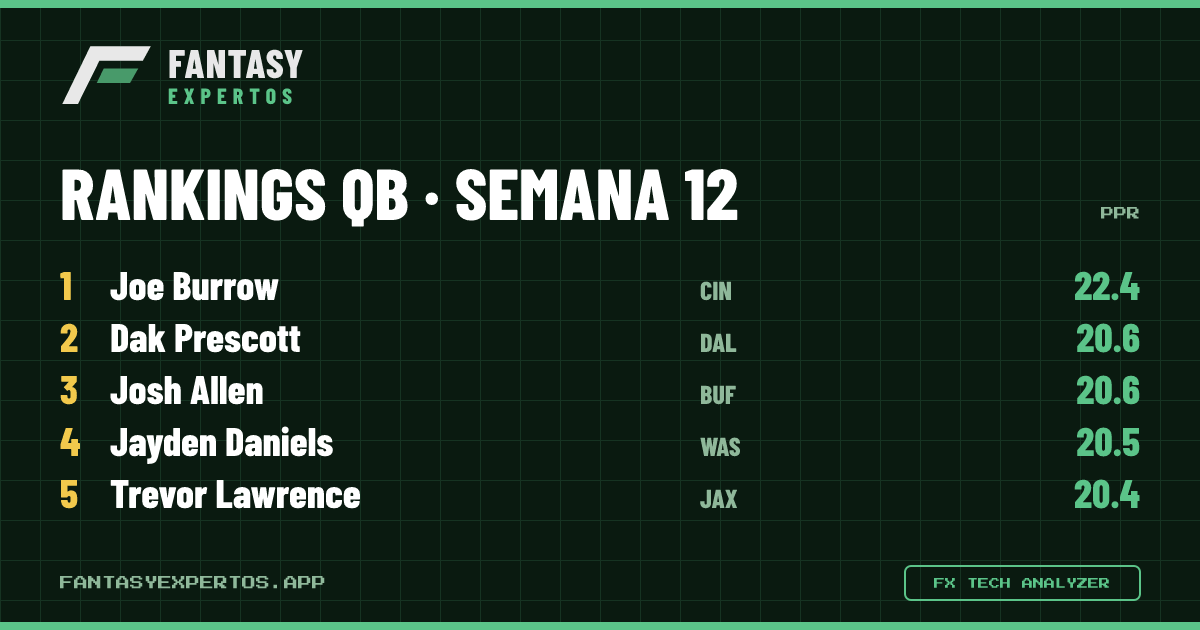 FANTASY
EXPERTOS
RANKINGS QB · SEMANA 12
PPR
1 Joe Burrow CIN 22.4
2 Dak Prescott DAL 20.6
3 Josh Allen BUF 20.6
4 Jayden Daniels WAS 20.5
5 Trevor Lawrence JAX 20.4
FANTASYEXPERTOS.APP
FX TECH ANALYZER